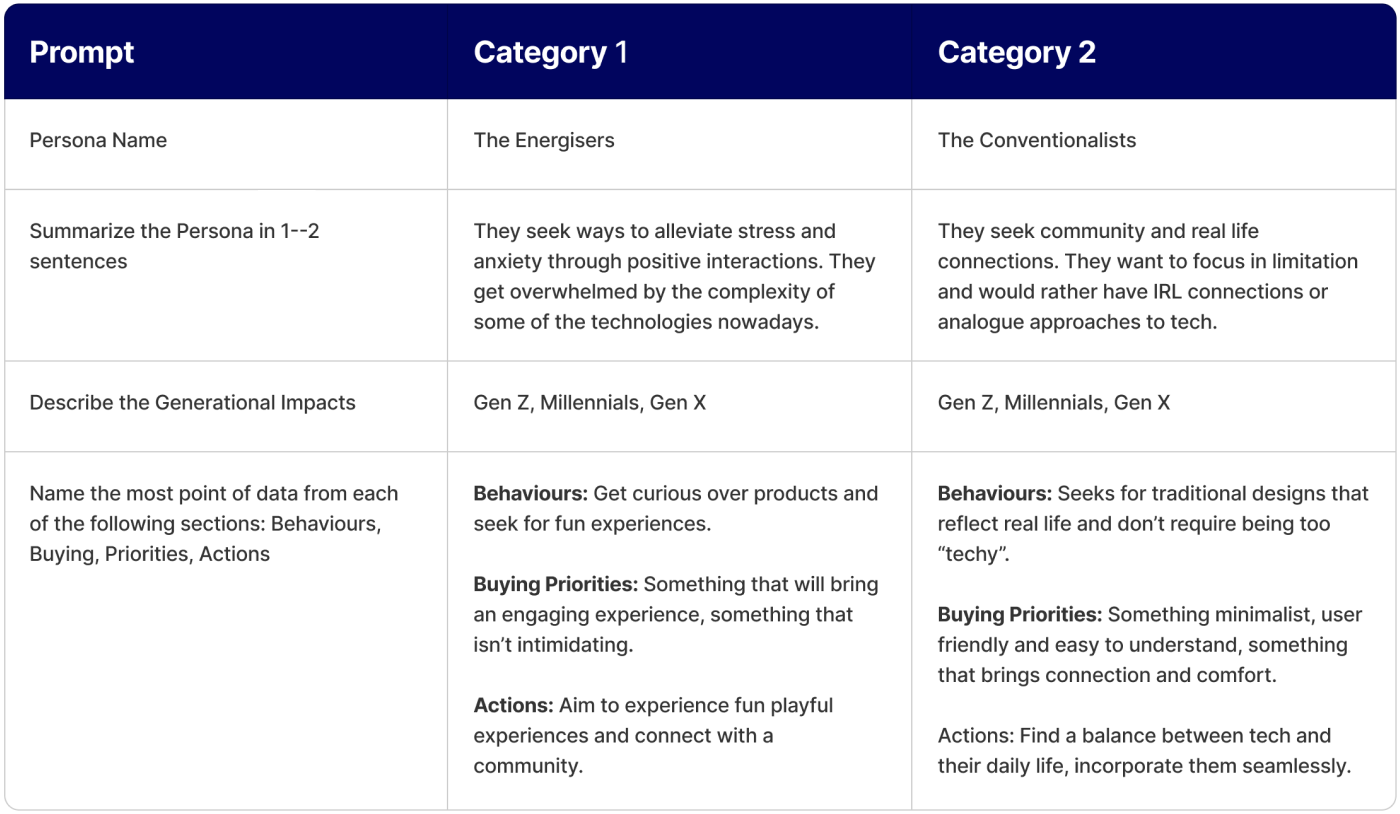 Prompt
Category 1
Category 2
Persona Name
The Energisers
The Conventionalists
Summarize the Persona in 1--2
sentences
They seek ways to alleviate stress and
anxiety through positive interactions. They
get overwhelmed by the complexity of
some of the technologies nowadays.
They seek community and real life
connections. They want to focus in limitation
and would rather have IRL connections or
analogue approaches to tech.
Describe the Generational Impacts
Gen Z, Millennials, Gen X
Gen Z, Millennials, Gen X
Name the most point of data from each
of the following sections: Behaviours,
Buying, Priorities, Actions
Behaviours: Get curious over products and
seek for fun experiences.
Buying Priorities: Something that will bring
an engaging experience, something that
isn’t intimidating.
Actions: Aim to experience fun playful
experiences and connect with a
community.
Behaviours: Seeks for traditional designs that
reflect real life and don’t require being too
“techy”.
Buying Priorities: Something minimalist, user
friendly and easy to understand, something
that brings connection and comfort.
Actions: Find a balance between tech and
their daily life, incorporate them seamlessly.